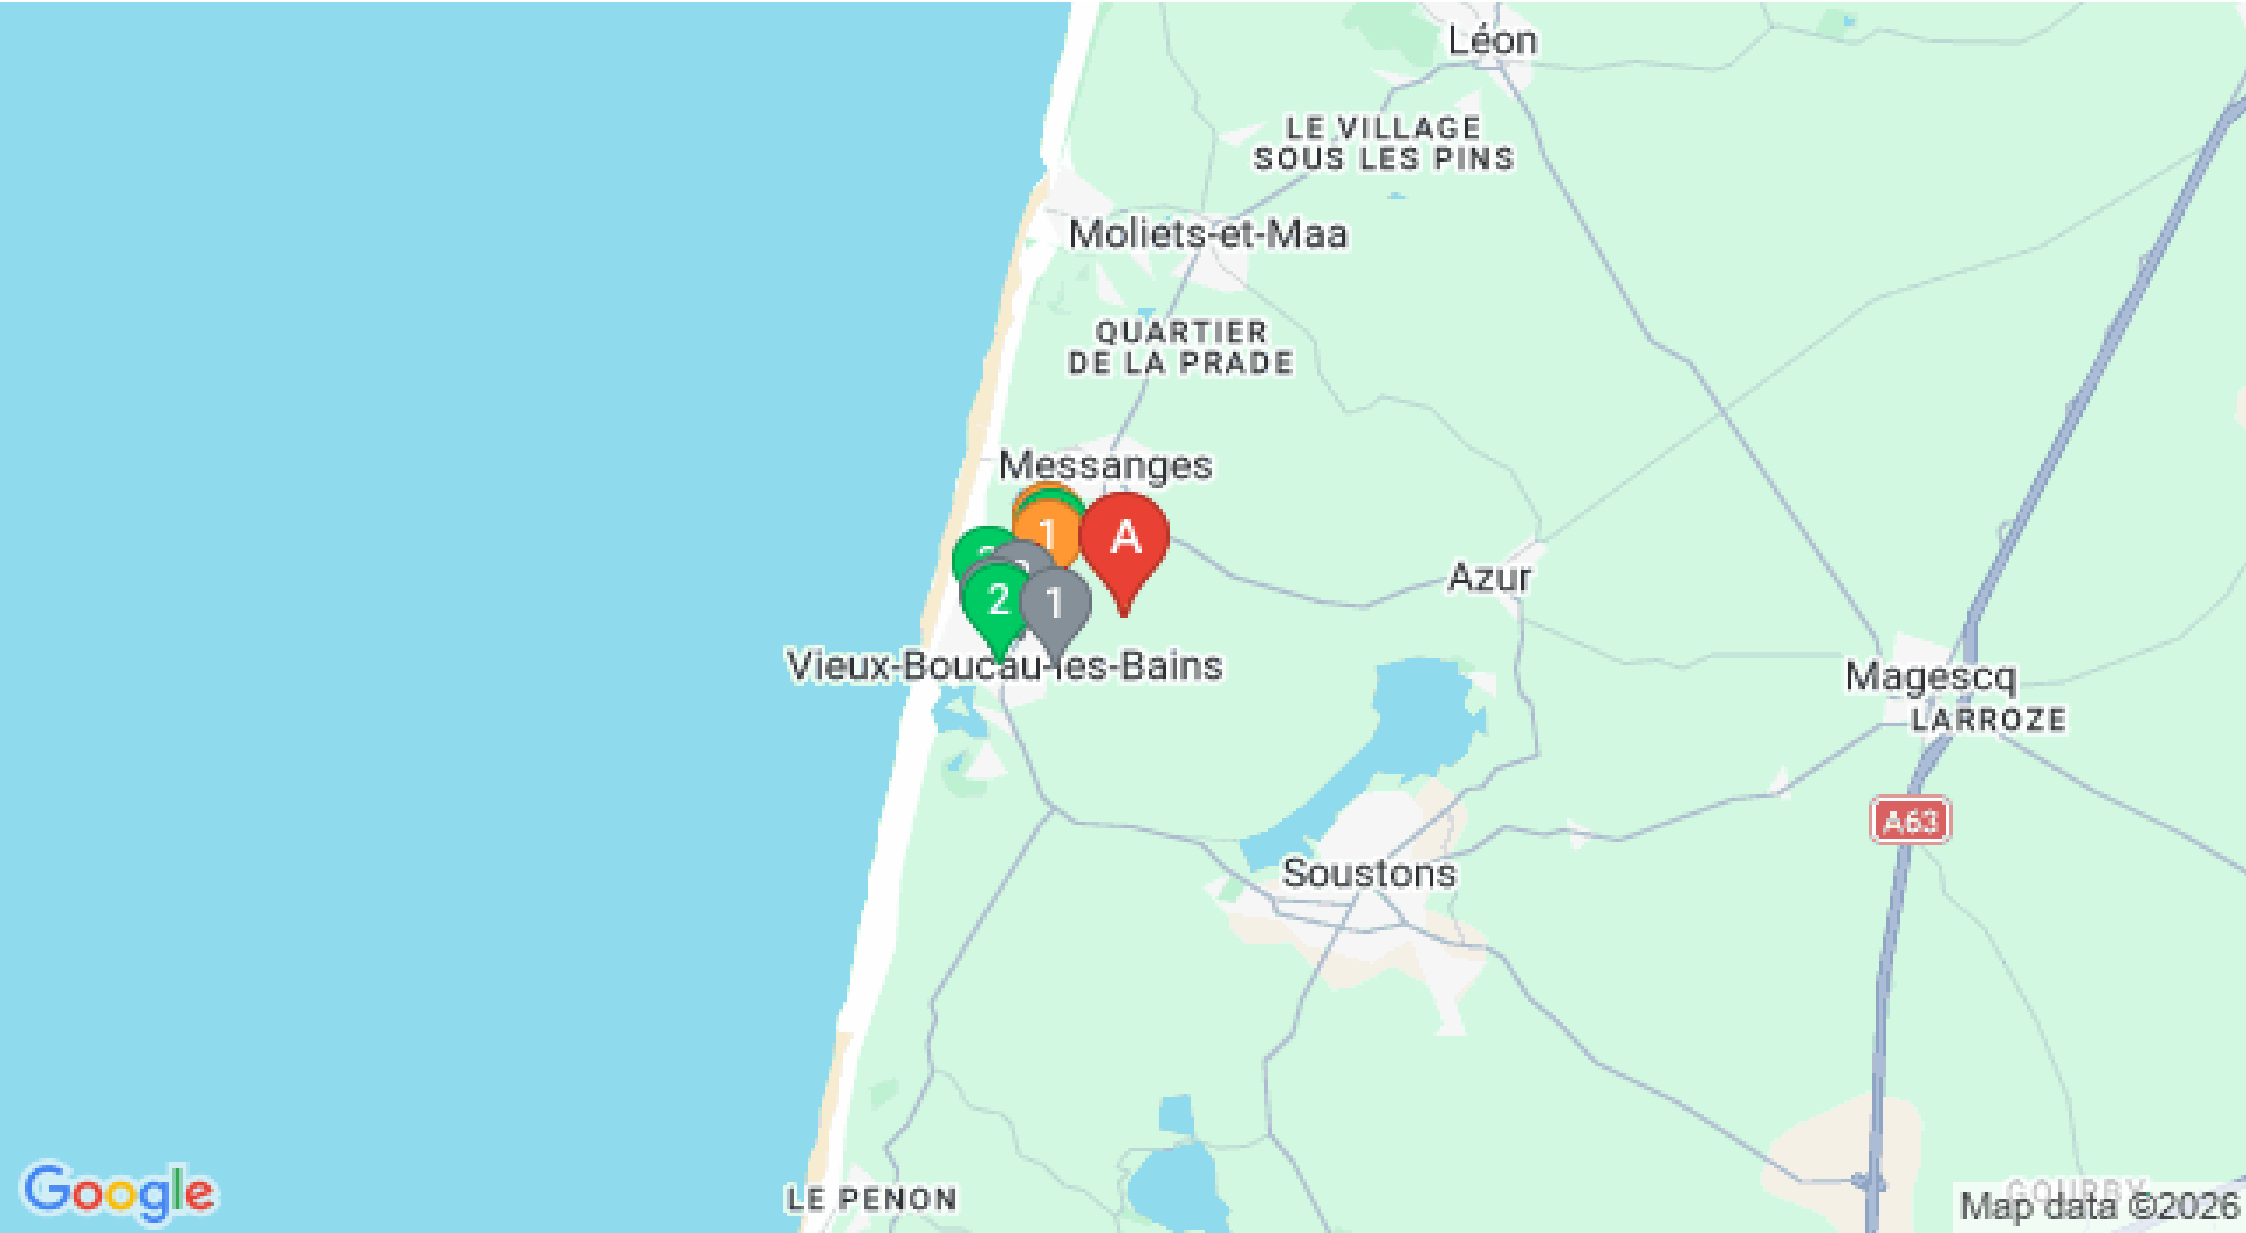 Léon
LE VILLAGE
SOUS LES PINS
Moliets-et-Maa
QUARTIER
DE LA PRADE
Messanges
1
A
2
1
Azur
Vieux-Boucau-les-Bains
Magescq
LARROZE
A63
Soustons
LE PENON
GOURBY
Google
Map data ©2026